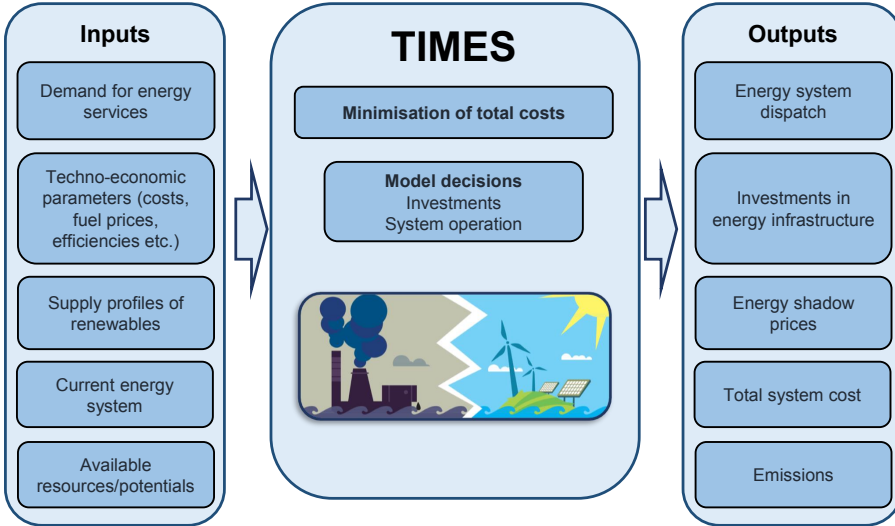 Inputs
Demand for energy
services
Techno-economic
parameters (costs,
fuel prices,
efficiencies etc.)
Supply profiles of
renewables
Current energy
system
Available
resources/potentials
TIMES
Minimisation of total costs
Model decisions
Investments
System operation
Outputs
Energy system
dispatch
Investments in
energy infrastructure
Energy shadow
prices
Total system cost
Emissions